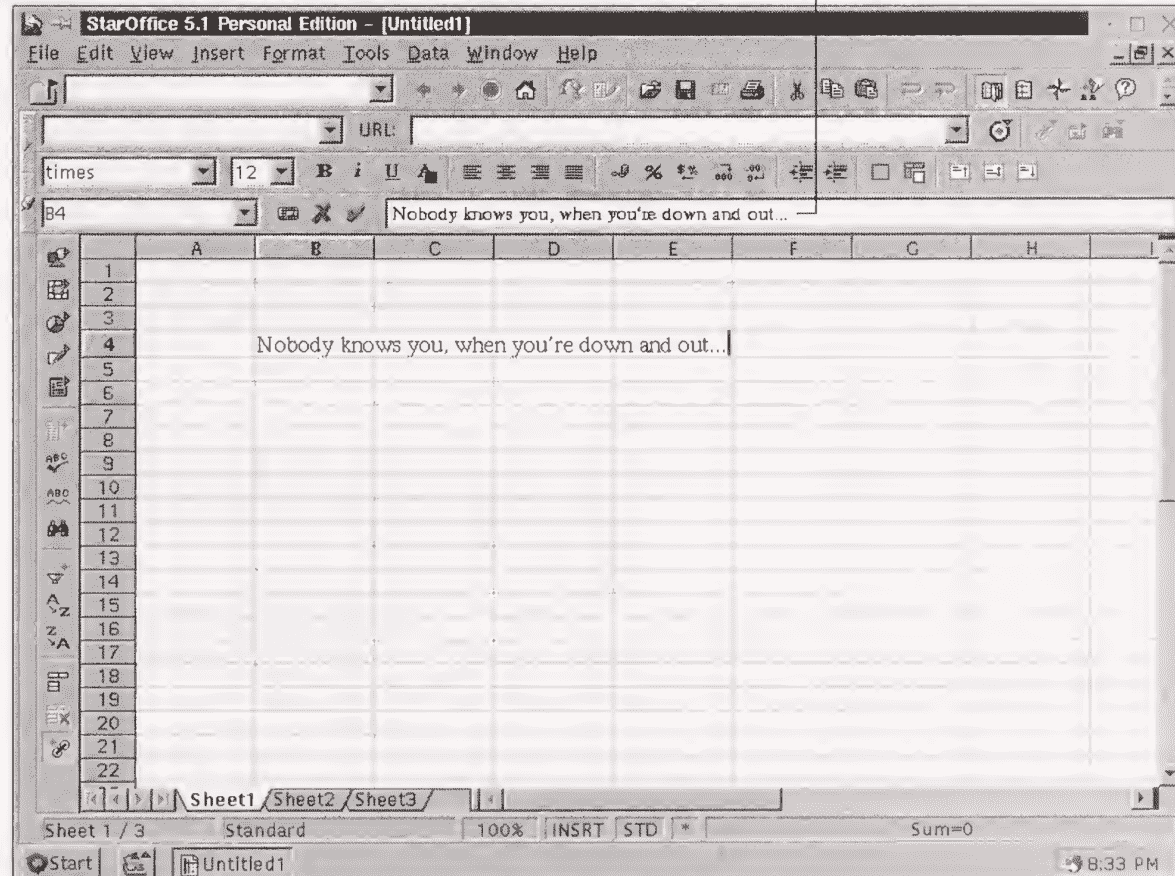 StarOffice 5.1 Personal Edition - [Untitled1]
File Edit View Insert Format Tools Data Window Help
URL:
times 12 B i U A
B4 Nobody knows you, when you're down and out...
A B C D E F G H I
1
2
3
4 Nobody knows you, when you're down and out...
5
6
7
8
9
10
11
12
13
14
15
16
17
18
19
20
21
22
Sheet1 Sheet2 Sheet3
Sheet 1 / 3 Standard 100% INSRT STD * Sum=0
Start Untitled1 8:33 PM